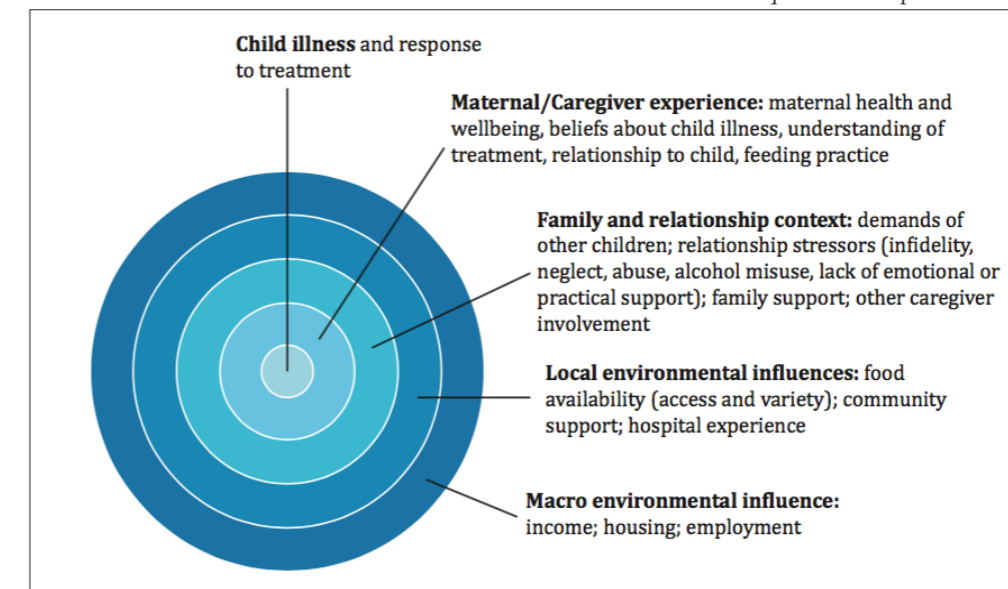 Child illness and response
to treatment
Maternal/Caregiver experience: maternal health and
wellbeing, beliefs about child illness, understanding of
treatment, relationship to child, feeding practice
Family and relationship context: demands of
other children; relationship stressors (infidelity,
neglect, abuse, alcohol misuse, lack of emotional or
practical support); family support; other caregiver
involvement
Local environmental influences: food
availability (access and variety); community
support; hospital experience
Macro environmental influence:
income; housing; employment